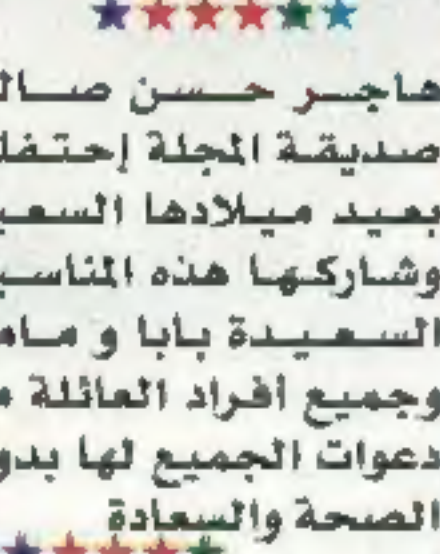 هاجر حسن صال
صديقة المجلة إحتفل
بعيد ميلادها السعي
وشاركها هذه المناسب
السعيدة بابا و مام
وجميع أفراد العائلة م
دعوات الجميع لها بدو
الصحة والسعادة